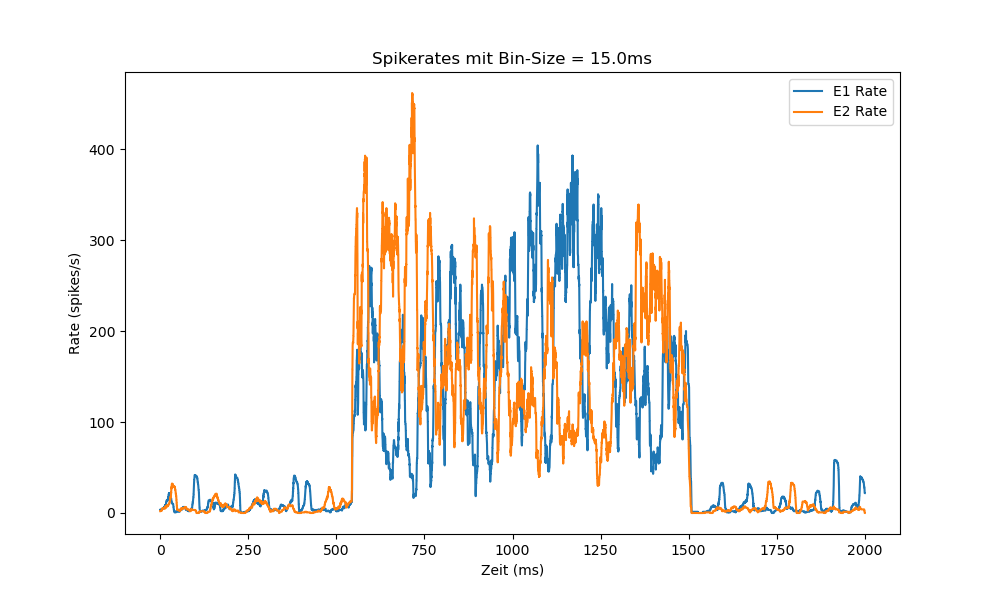 Spikerates mit Bin-Size = 15.0ms
E1 Rate
E2 Rate
Rate (spikes/s)
400
300
200
100
0
0 250 500 750 1000 1250 1500 1750 2000
Zeit (ms)